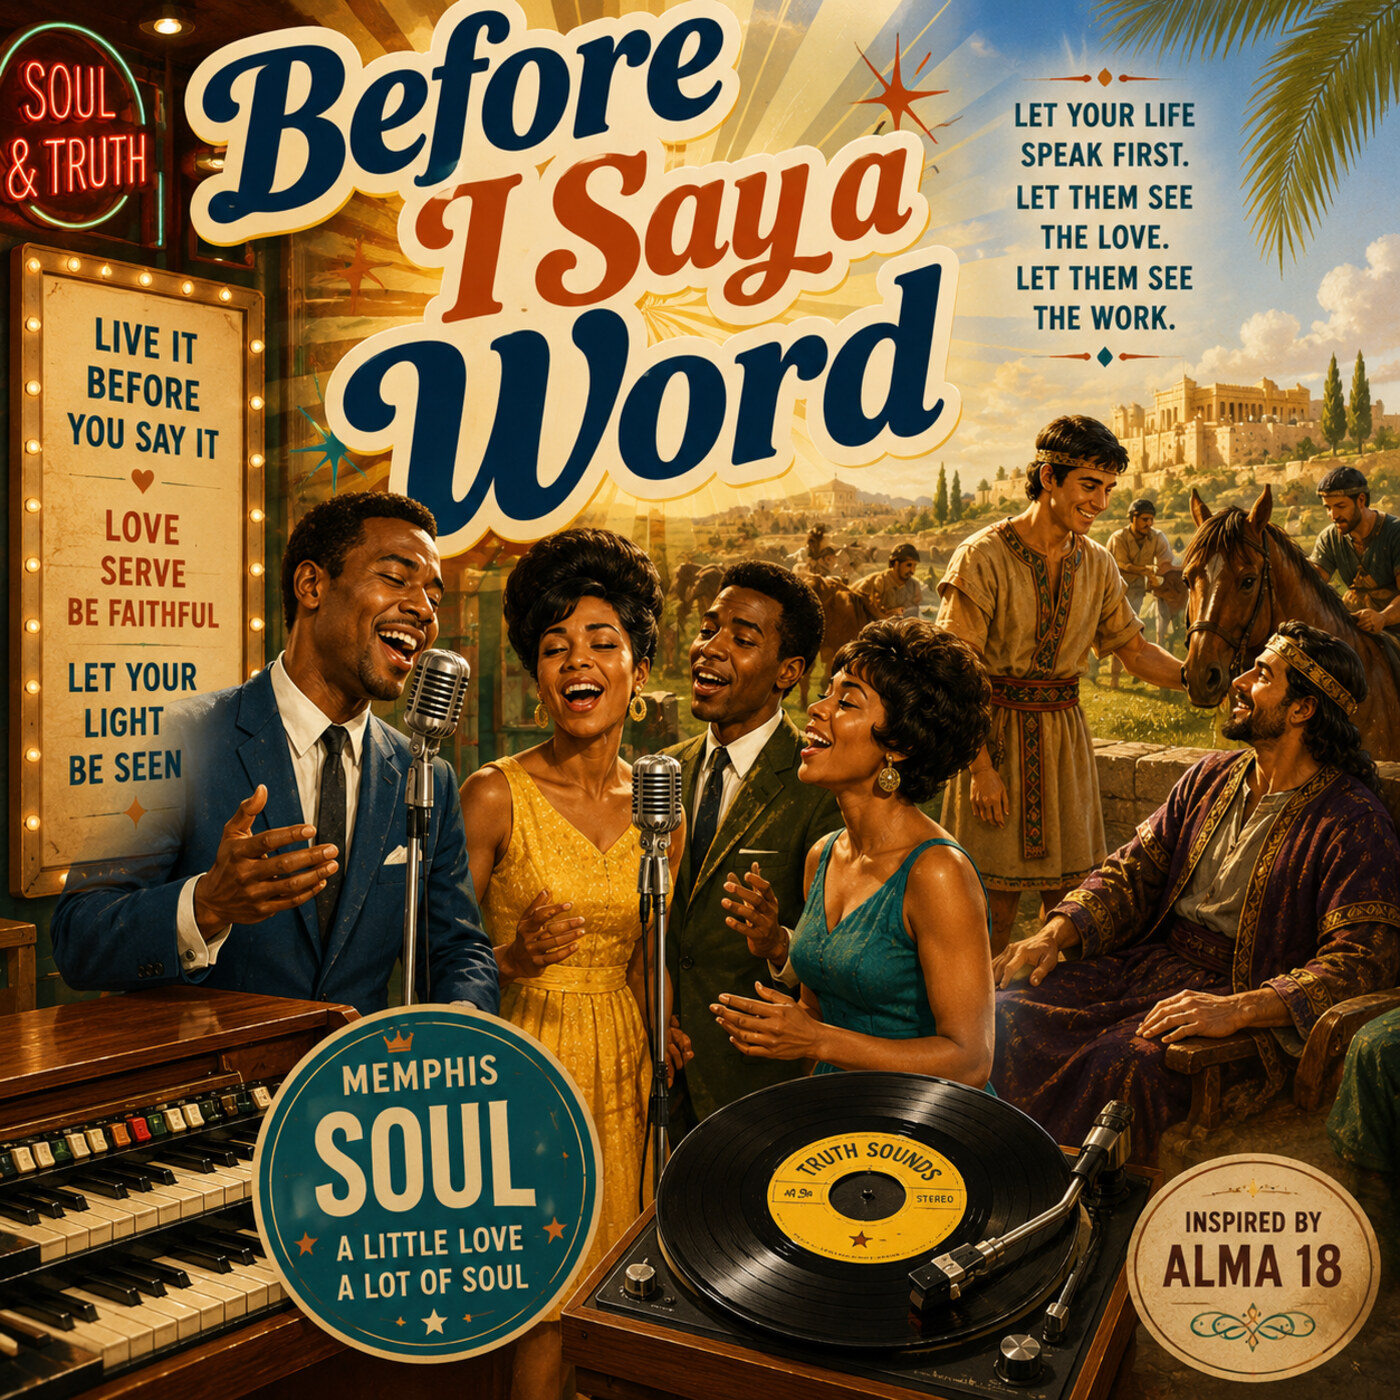 SOUL
& TRUTH
Before
I Say a
Word
LET YOUR LIFE
SPEAK FIRST.
LET THEM SEE
THE LOVE.
LET THEM SEE
THE WORK.
LIVE IT
BEFORE
YOU SAY IT
LOVE
SERVE
BE FAITHFUL
LET YOUR
LIGHT
BE SEEN
MEMPHIS
SOUL
A LITTLE LOVE
A LOT OF SOUL
TRUTH SOUNDS
STEREO
INSPIRED BY
ALMA 18